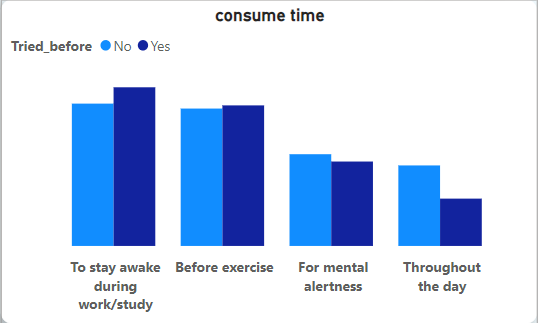 consume time
Tried_before No Yes
To stay awake
during
work/study
Before exercise
For mental
alertness
Throughout
the day